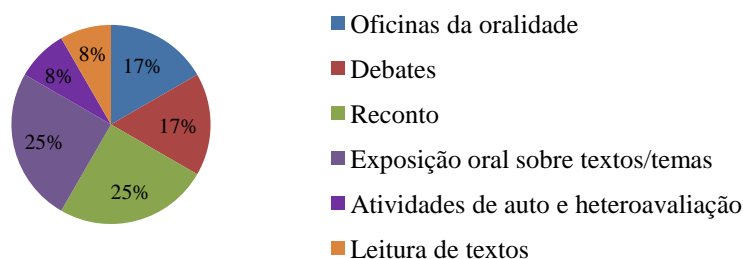 17%
17%
25%
25%
8%
8%
Oficinas da oralidade
Debates
Reconto
Exposição oral sobre textos/temas
Atividades de auto e heteroavaliação
Leitura de textos